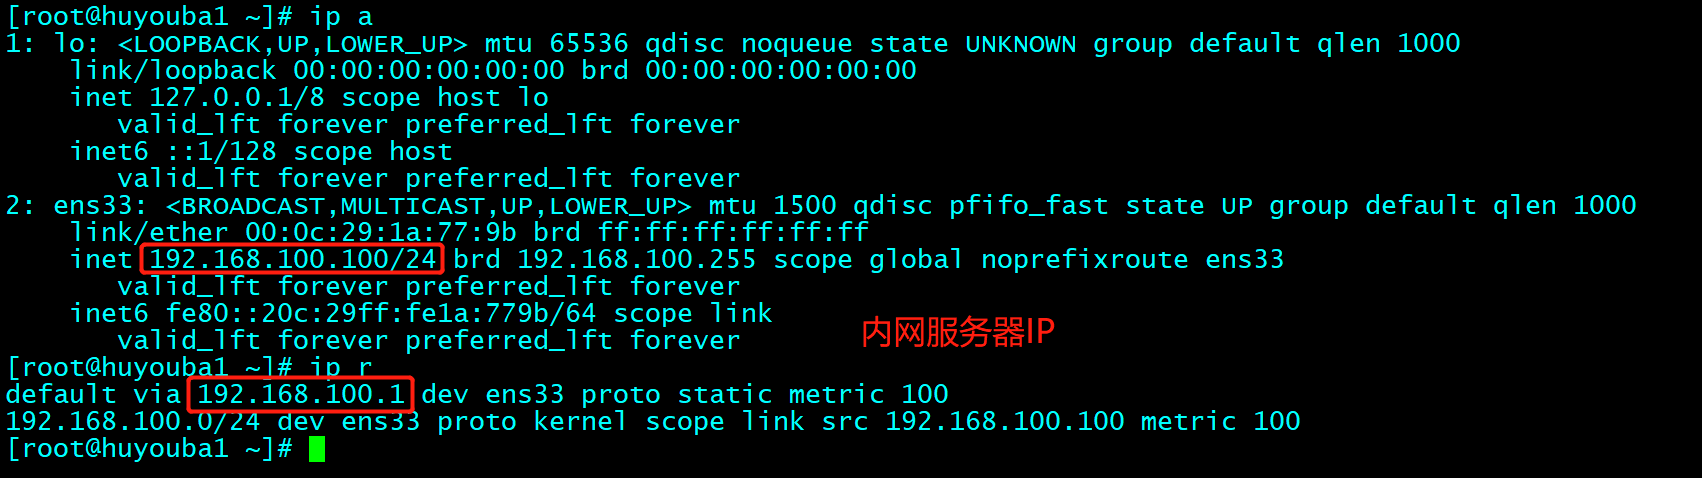 [root@huyouba1 ~]# ip a
1: lo: <LOOPBACK,UP,LOWER_UP> mtu 65536 qdisc noqueue state UNKNOWN group default qlen 1000
    link/loopback 00:00:00:00:00:00 brd 00:00:00:00:00:00
    inet 127.0.0.1/8 scope host lo
       valid_lft forever preferred_lft forever
    inet6 ::1/128 scope host
       valid_lft forever preferred_lft forever
2: ens33: <BROADCAST,MULTICAST,UP,LOWER_UP> mtu 1500 qdisc pfifo_fast state UP group default qlen 1000
    link/ether 00:0c:29:1a:77:9b brd ff:ff:ff:ff:ff:ff
    inet 192.168.100.100/24 brd 192.168.100.255 scope global noprefixroute ens33
       valid_lft forever preferred_lft forever
    inet6 fe80::20c:29ff:fe1a:779b/64 scope link
       valid_lft forever preferred_lft forever
内网服务器IP
[root@huyouba1 ~]# ip r
default via 192.168.100.1 dev ens33 proto static metric 100
192.168.100.0/24 dev ens33 proto kernel scope link src 192.168.100.100 metric 100
[root@huyouba1 ~]#